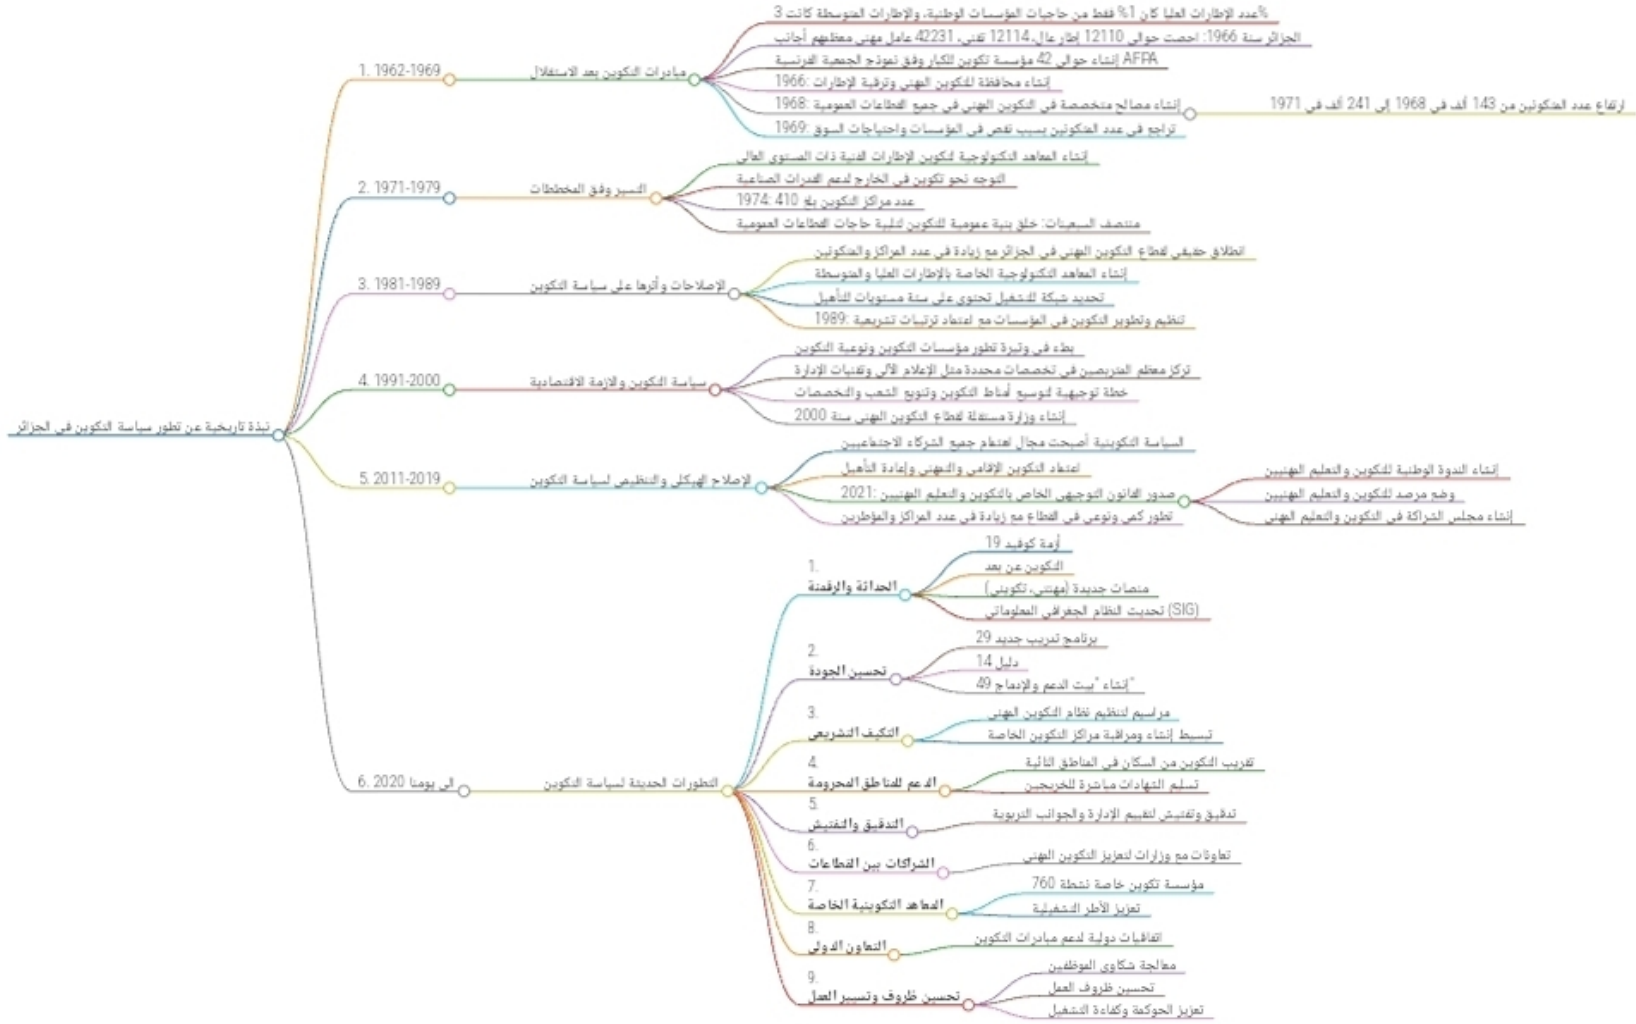 نبذة تاريخية عن تطور سياسة التكوين في الجزائر
1. 1962-1969
مبادرات التكوين بعد الاستقلال
عدد الإطارات العليا كان 1% فقط من حاجيات المؤسسات الوطنية، والإطارات المتوسطة كانت 3%
الجزائر سنة 1966: احصت حوالي 12110 إطار عال، 12114 تقني، 42231 عامل مهني معظمهم أجانب
إنشاء حوالي 42 مؤسسة تكوين للكبار وفق نموذج الجمعية الفرنسية AFPA
1966: إنشاء محافظة للتكوين المهني وترقية الإطارات
1968: إنشاء مصالح متخصصة في التكوين المهني في جميع القطاعات العمومية
ارتفاع عدد المتكونين من 143 ألف في 1968 إلى 241 ألف في 1971
1969: تراجع في عدد المتكونين بسبب نقص في المؤسسات واحتياجات السوق
2. 1971-1979
التسير وفق المخططات
إنشاء المعاهد التكنولوجية لتكوين الإطارات الفنية ذات المستوى العالي
التوجه نحو تكوين في الخارج لدعم القدرات الصناعية
1974: عدد مراكز التكوين بلغ 410
منتصف السبعينات: خلق بنية عمومية للتكوين لتلبية حاجات القطاعات العمومية
3. 1981-1989
الإصلاحات وأثرها على سياسة التكوين
انطلاق حقيقي لقطاع التكوين المهني في الجزائر مع زيادة في عدد المراكز والمتكونين
إنشاء المعاهد التكنولوجية الخاصة بالإطارات العليا والمتوسطة
تحديد شبكة للتشغيل تحتوي على ستة مستويات للتأهيل
1989: تنظيم وتطوير التكوين في المؤسسات مع اعتماد ترتيبات تشريعية
4. 1991-2000
سياسة التكوين والازمة الاقتصادية
بطء في وتيرة تطور مؤسسات التكوين ونوعية التكوين
تركز معظم المتربصين في تخصصات محددة مثل الإعلام الآلي وتقنيات الإدارة
خطة توجيهية لتوسيع أنماط التكوين وتنويع الشعب والتخصصات
إنشاء وزارة مستقلة لقطاع التكوين المهني سنة 2000
5. 2011-2019
الإصلاح الهيكلي والتنظيمي لسياسة التكوين
السياسة التكوينية أصبحت مجال اهتمام جميع الشركاء الاجتماعيين
اعتماد التكوين الإقامي والتمهني وإعادة التأهيل
2021: صدور القانون التوجيهي الخاص بالتكوين والتعليم المهنيين
إنشاء الندوة الوطنية للتكوين والتعليم المهنيين
وضع مرصد للتكوين والتعليم المهنيين
إنشاء مجلس الشراكة في التكوين والتعليم المهني
تطور كمي ونوعي في القطاع مع زيادة في عدد المراكز والمؤطرين
6. 2020 الى يومنا
التطورات الحديثة لسياسة التكوين
1.
الحداثة والرقمنة
أزمة كوفيد 19
التكوين عن بعد
منصات جديدة (مهنتي، تكويني)
تحديث النظام الجغرافي المعلوماتي (SIG)
2.
تحسين الجودة
29 برنامج تدريب جديد
14 دليل
49 إنشاء "بيت الدعم والإدماج"
3.
التكيف التشريعي
مراسيم لتنظيم نظام التكوين المهني
تبسيط إنشاء ومراقبة مراكز التكوين الخاصة
4.
الدعم للمناطق المحرومة
تقريب التكوين من السكان في المناطق النائية
تسليم الشهادات مباشرة للخريجين
5.
التدقيق والتفتيش
تدقيق وتفتيش لتقييم الإدارة والجوانب التربوية
6.
الشراكات بين القطاعات
تعاونات مع وزارات لتعزيز التكوين المهني
7.
المعاهد التكوينية الخاصة
760 مؤسسة تكوين خاصة نشطة
تعزيز الأطر التشغيلية
8.
التعاون الدولي
اتفاقيات دولية لدعم مبادرات التكوين
9.
تحسين ظروف وتسيير العمل
معالجة شكاوى الموظفين
تحسين ظروف العمل
تعزيز الحوكمة وكفاءة التشغيل